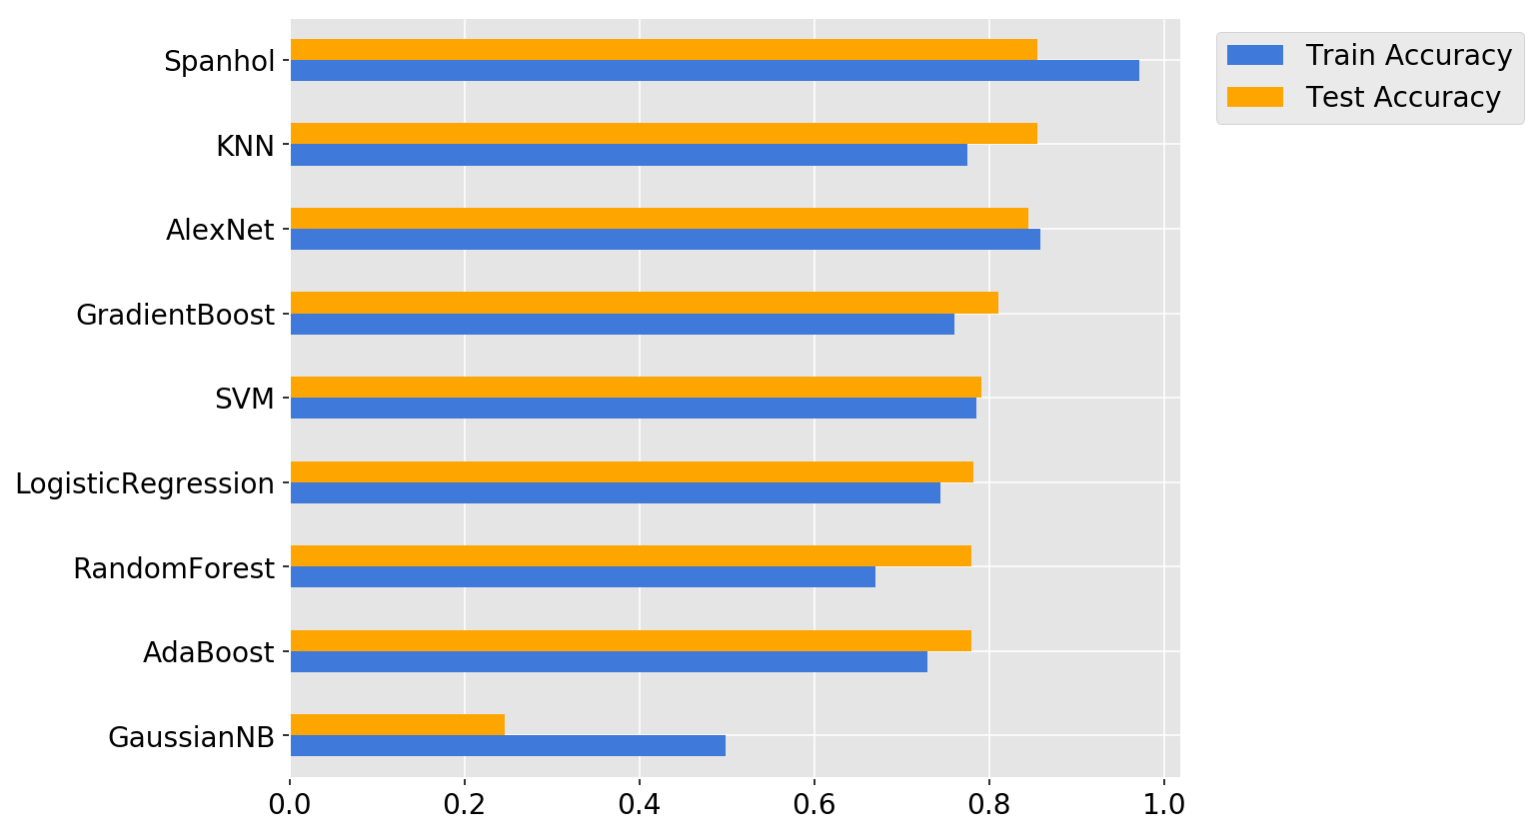 Spanhol
KNN
AlexNet
GradientBoost
SVM
LogisticRegression
RandomForest
AdaBoost
GaussianNB
0.0 0.2 0.4 0.6 0.8 1.0
Train Accuracy
Test Accuracy